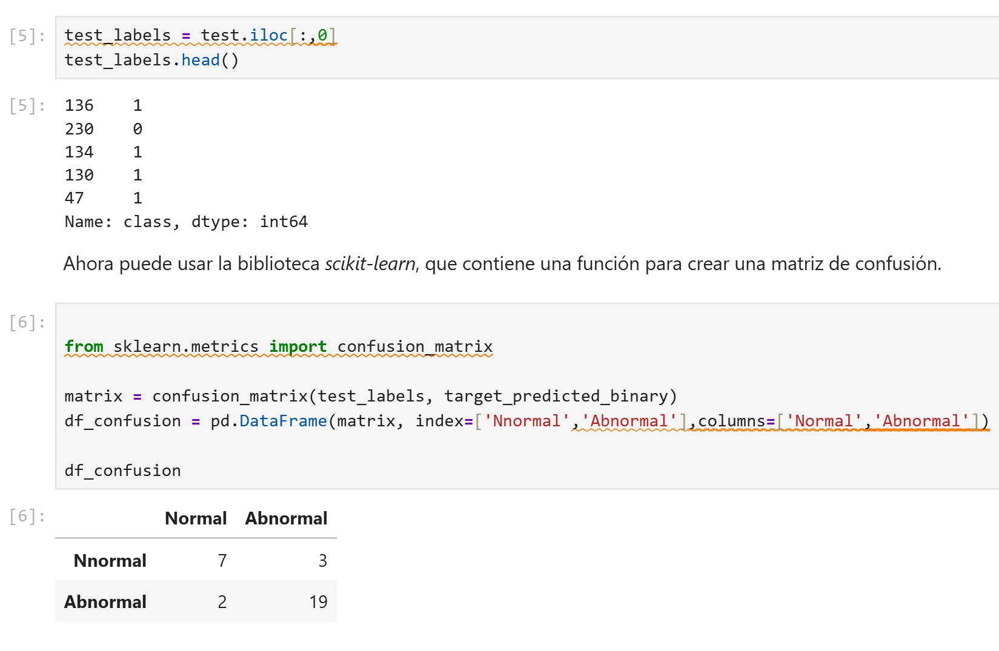 [5]: test_labels = test.iloc[:,0]
test_labels.head()
[5]: 136    1
230    0
134    1
130    1
47     1
Name: class, dtype: int64
Ahora puede usar la biblioteca scikit-learn, que contiene una función para crear una matriz de confusión.
[6]:
from sklearn.metrics import confusion_matrix
matrix = confusion_matrix(test_labels, target_predicted_binary)
df_confusion = pd.DataFrame(matrix, index=['Nnormal','Abnormal'],columns=['Normal','Abnormal'])
df_confusion
[6]: Normal Abnormal
Nnormal 7 3
Abnormal 2 19